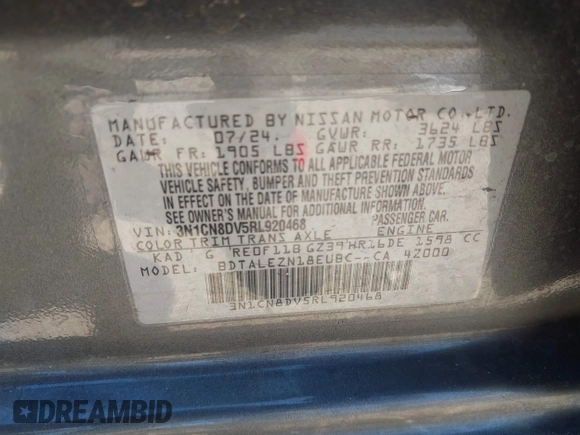 MANUFACTURED BY NISSAN MOTOR CO.,LTD.
DATE: 07/24. GVWR: 3624 LBS
GAWR FR: 1905 LBS GAWR RR: 1735 LBS
THIS VEHICLE CONFORMS TO ALL APPLICABLE FEDERAL MOTOR
VEHICLE SAFETY, BUMPER AND THEFT PREVENTION STANDARDS
IN EFFECT ON THE DATE OF MANUFACTURE SHOWN ABOVE.
SEE OWNER'S MANUAL FOR ADDITIONAL INFORMATION.
VIN: 3N1CN8DV5RL920468 PASSENGER CAR.
COLOR TRIM TRANS AXLE ENGINE
KAD G RE0F11B GZ39 HR16DE 1598 CC
BDTALEZN18EUBC--CA 4Z000
3N1CN8DV5RL920468
DREAMBID